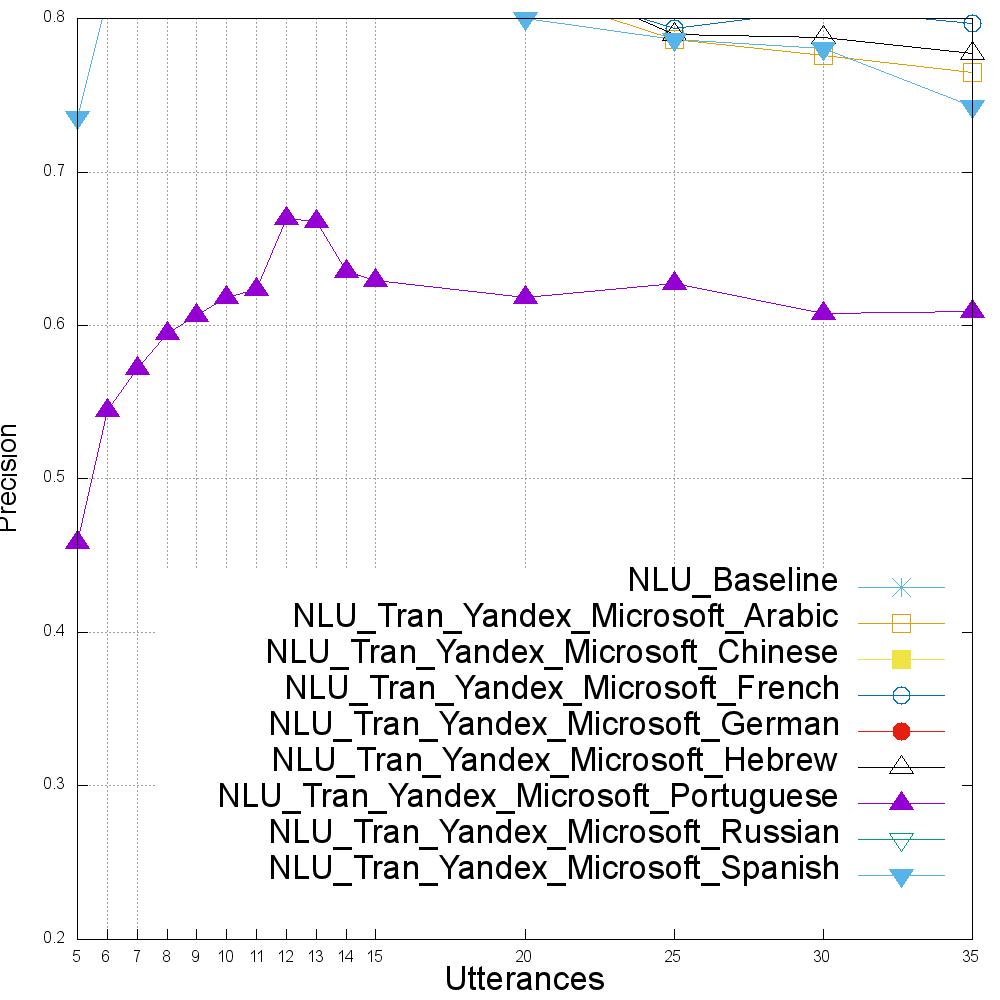 0.8
0.7
0.6
0.5
0.4
0.3
0.2
Precision
NLU_Baseline
NLU_Tran_Yandex_Microsoft_Arabic
NLU_Tran_Yandex_Microsoft_Chinese
NLU_Tran_Yandex_Microsoft_French
NLU_Tran_Yandex_Microsoft_German
NLU_Tran_Yandex_Microsoft_Hebrew
NLU_Tran_Yandex_Microsoft_Portuguese
NLU_Tran_Yandex_Microsoft_Russian
NLU_Tran_Yandex_Microsoft_Spanish
5 6 7 8 9 10 11 12 13 14 15 20 25 30 35
Utterances